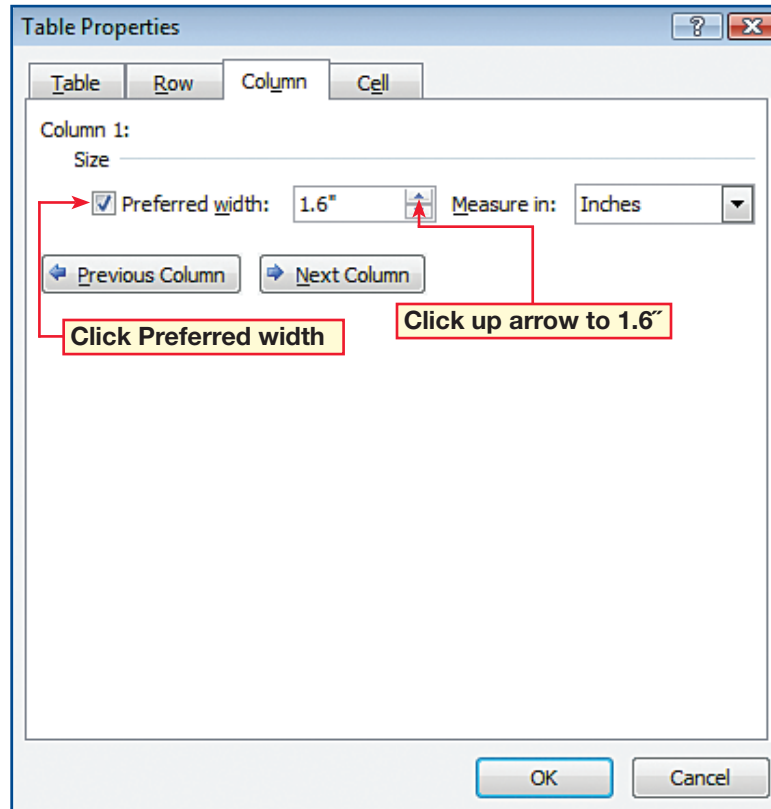 Table Properties
Table Row Column Cell
Column 1:
Size
Preferred width: 1.6" Measure in: Inches
Previous Column Next Column
Click Preferred width
Click up arrow to 1.6˝
OK Cancel